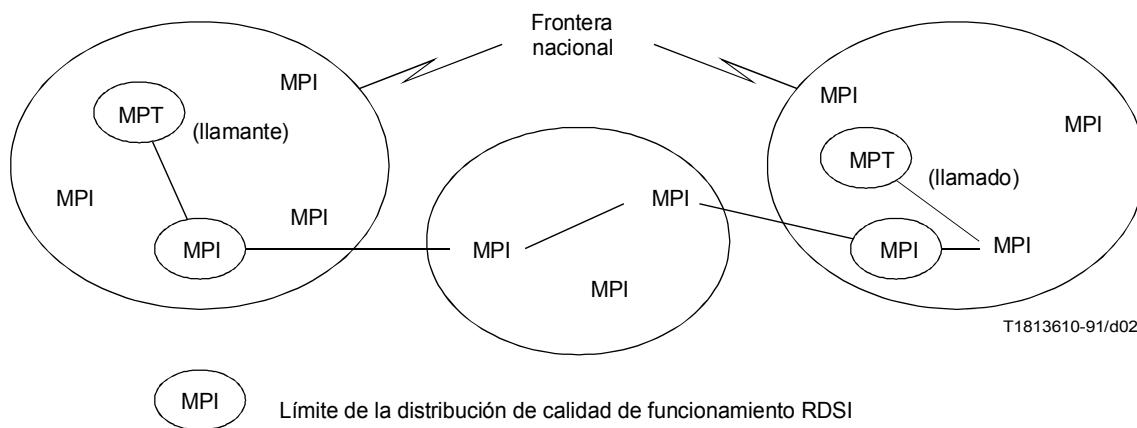 Frontera
nacional
MPI
MPT
(llamante)
MPI
MPI
MPI
MPI
MPI
MPI
MPI
MPI
MPT
(llamado)
MPI
MPI
MPI
T1813610-91/d02
MPI
Límite de la distribución de calidad de funcionamiento RDSI